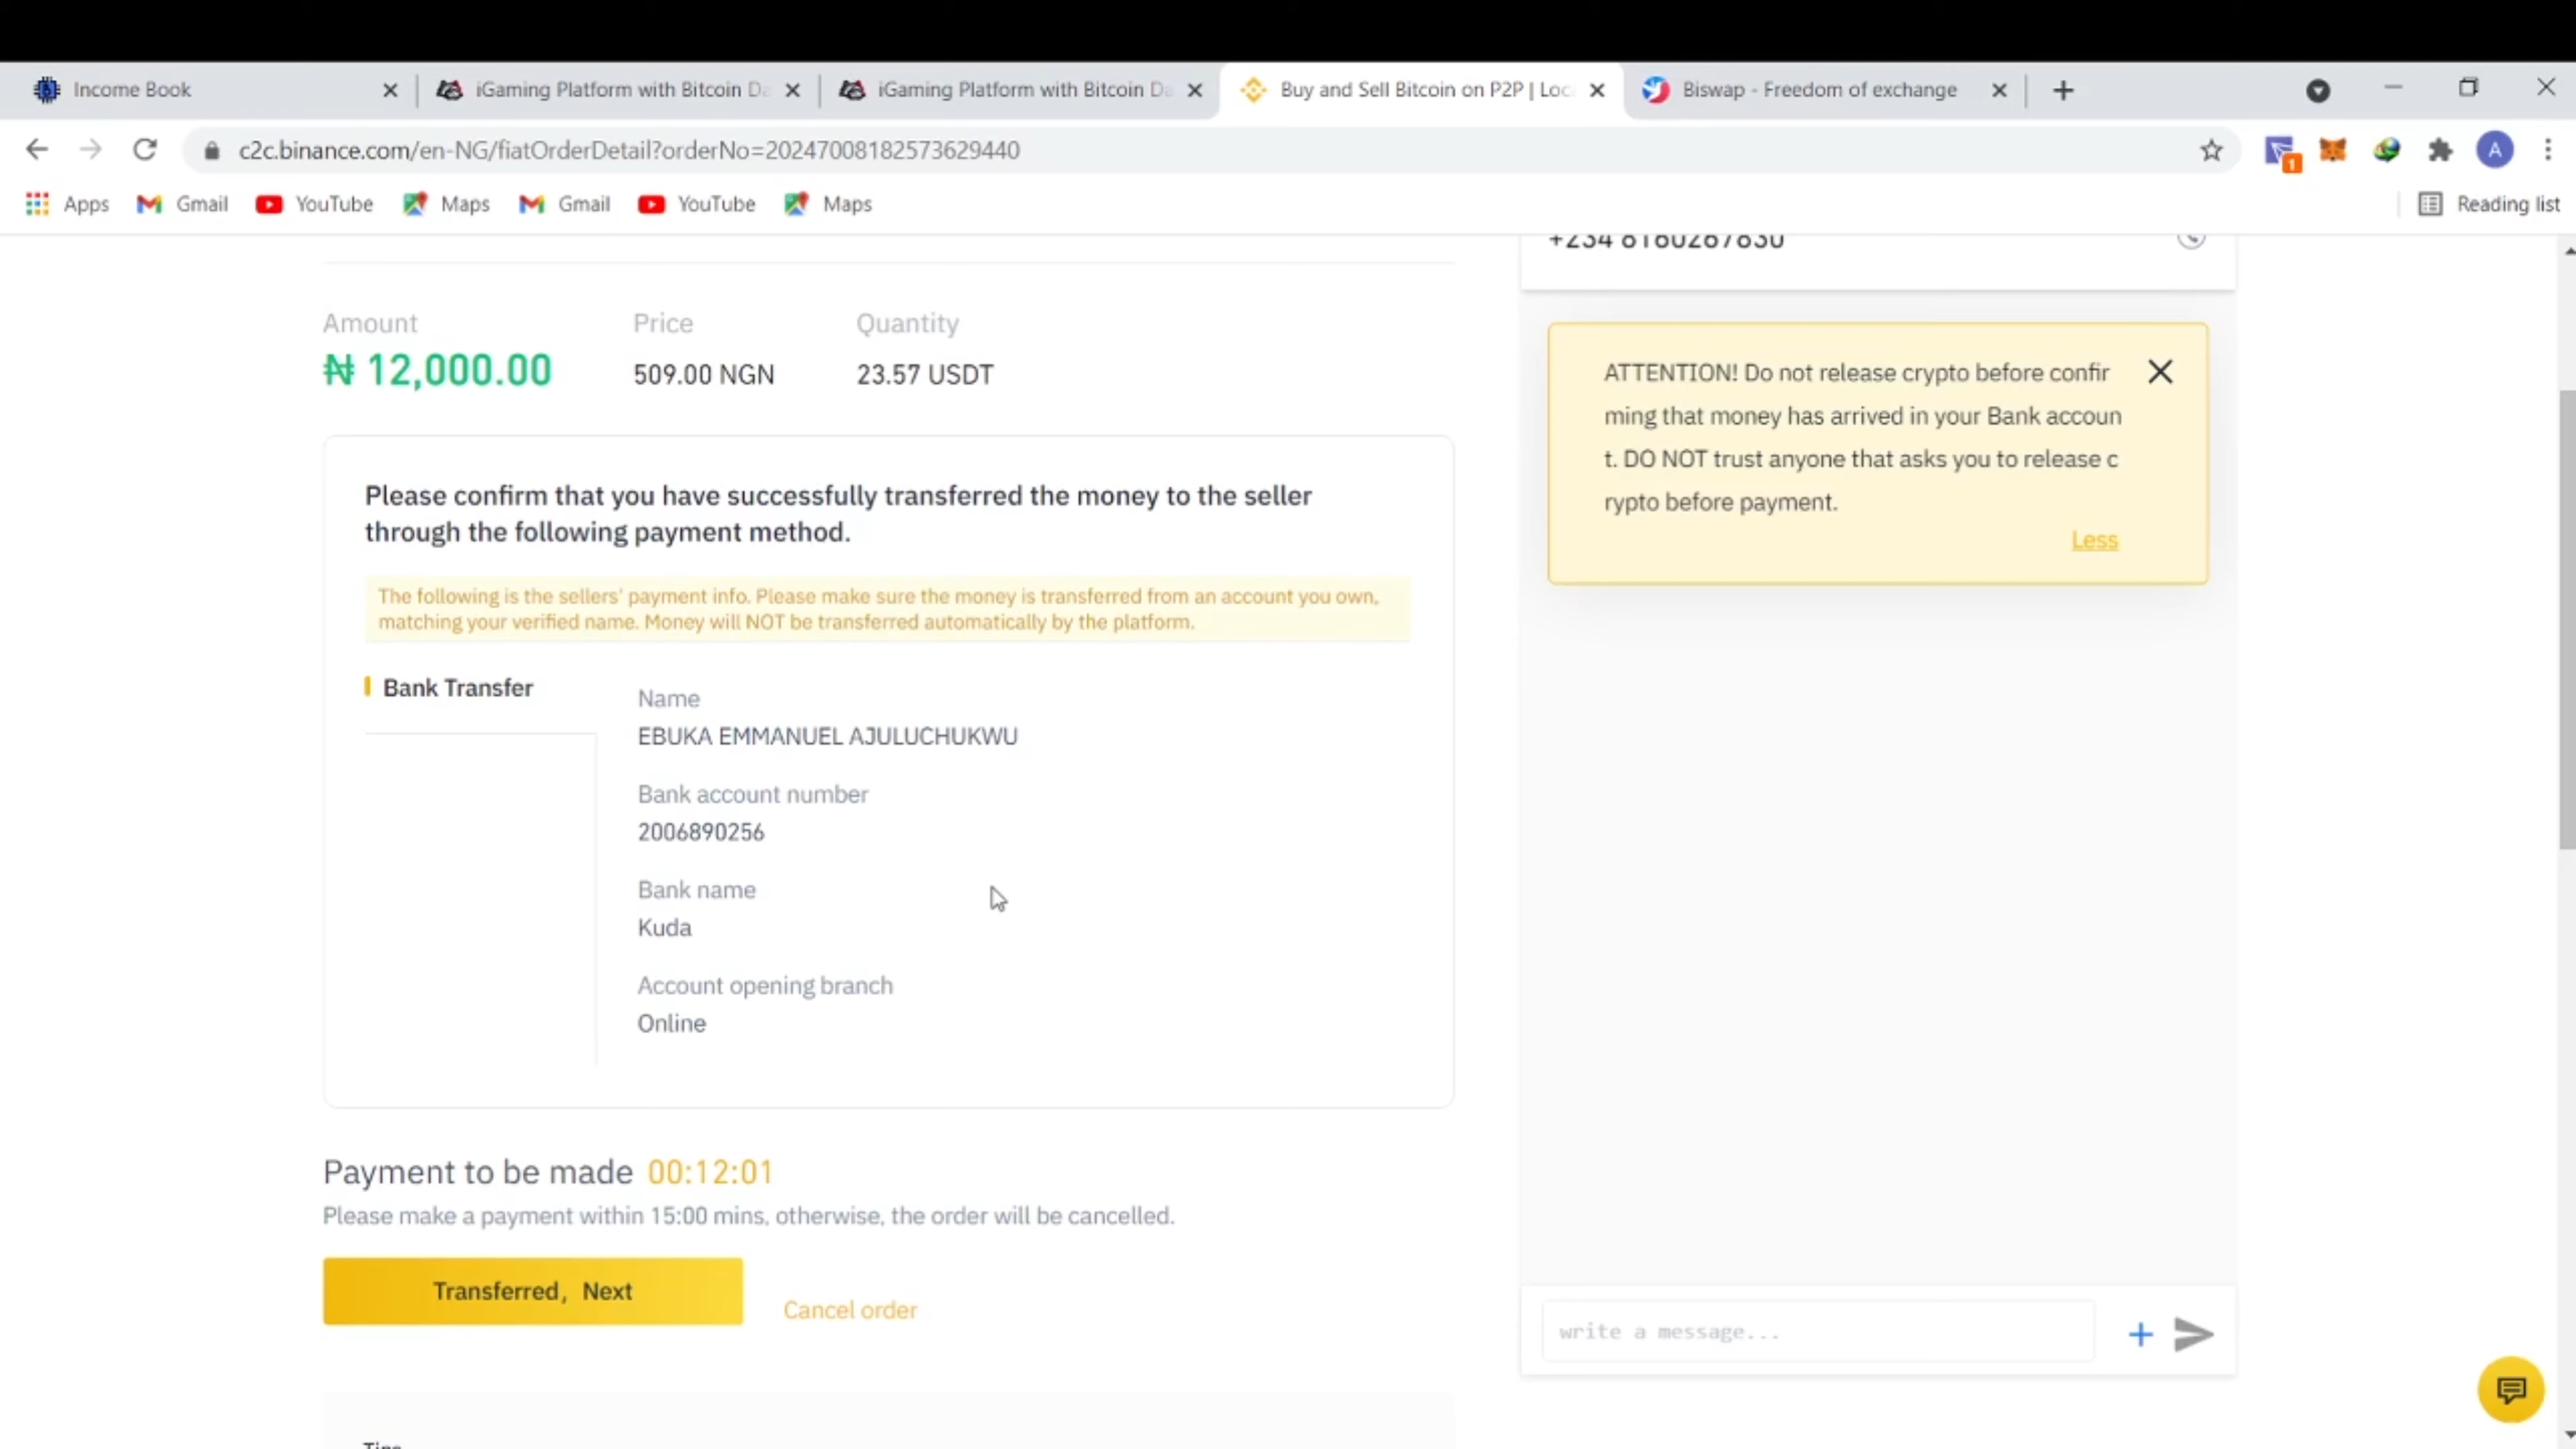 Income Book
iGaming Platform with Bitcoin Da
iGaming Platform with Bitcoin Da
Buy and Sell Bitcoin on P2P | Loc
Biswap - Freedom of exchange
c2c.binance.com/en-NG/fiatOrderDetail?orderNo=20247008182573629440
1
A
Apps
Gmail
YouTube
Maps
Gmail
YouTube
Maps
Reading list
+234 8180287830
Amount
Price
Quantity
₦ 12,000.00
509.00 NGN
23.57 USDT
Please confirm that you have successfully transferred the money to the seller
through the following payment method.
The following is the sellers' payment info. Please make sure the money is transferred from an account you own,
matching your verified name. Money will NOT be transferred automatically by the platform.
Bank Transfer
Name
EBUKA EMMANUEL AJULUCHUKWU
Bank account number
2006890256
Bank name
Kuda
Account opening branch
Online
Payment to be made 00:12:01
Please make a payment within 15:00 mins, otherwise, the order will be cancelled.
Transferred, Next
Cancel order
ATTENTION! Do not release crypto before confir
ming that money has arrived in your Bank accoun
t. DO NOT trust anyone that asks you to release c
rypto before payment.
Less
write a message...